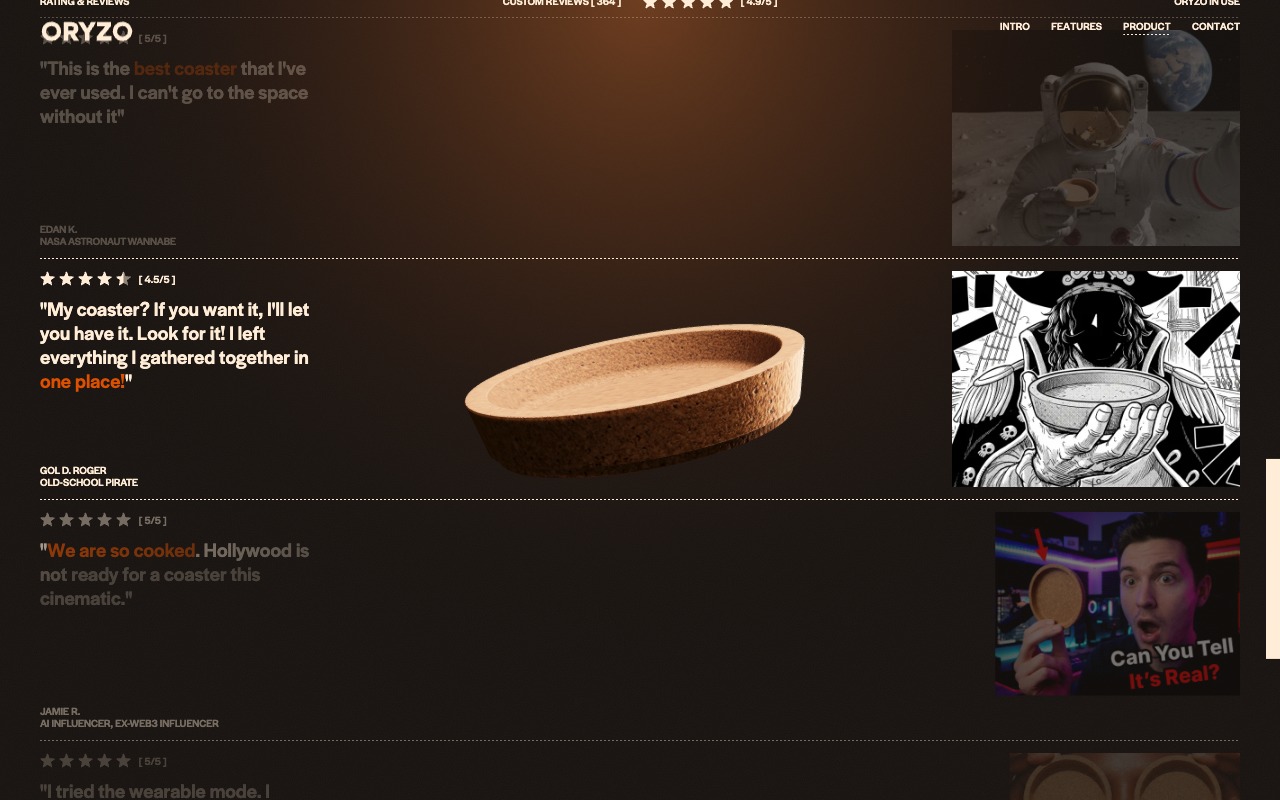 RATING & REVIEWS
CUSTOM REVIEWS [ 364 ]
[ 4.9/5 ]
ORYZO IN USE
ORYZO
INTRO
FEATURES
PRODUCT
CONTACT
[ 5/5 ]
"This is the best coaster that I've
ever used. I can't go to the space
without it"
EDAN K.
NASA ASTRONAUT WANNABE
[ 4.5/5 ]
"My coaster? If you want it, I'll let
you have it. Look for it! I left
everything I gathered together in
one place!"
GOL D. ROGER
OLD-SCHOOL PIRATE
[ 5/5 ]
"We are so cooked. Hollywood is
not ready for a coaster this
cinematic."
Can You Tell
It's Real?
JAMIE R.
AI INFLUENCER, EX-WEB3 INFLUENCER
[ 5/5 ]
"I tried the wearable mode. I